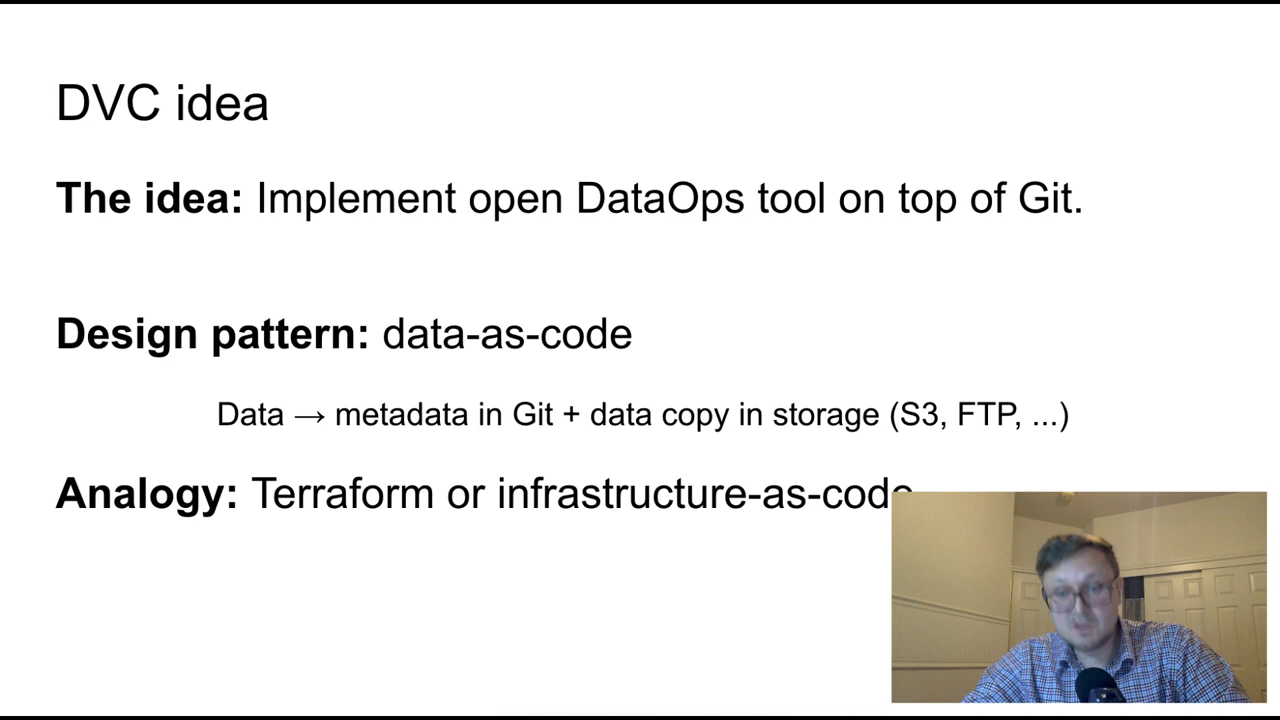 DVC idea
The idea: Implement open DataOps tool on top of Git.
Design pattern: data-as-code
Data → metadata in Git + data copy in storage (S3, FTP, ...)
Analogy: Terraform or infrastructure-as-code